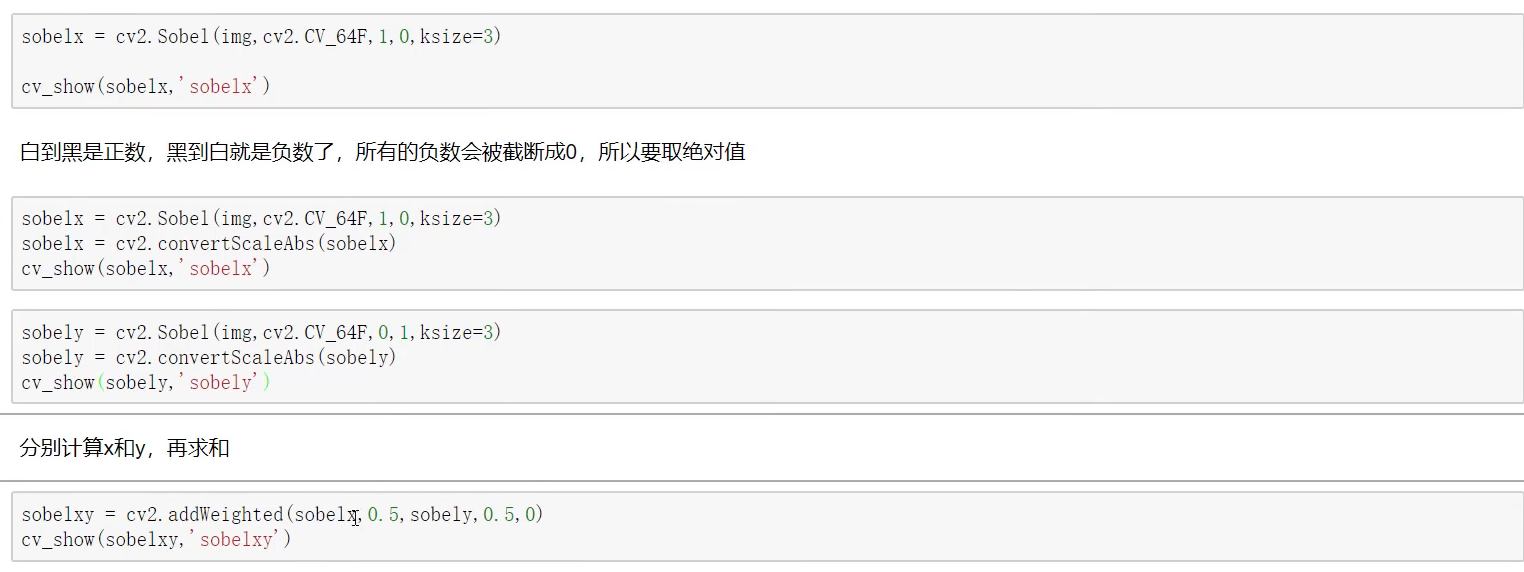 sobelx = cv2.Sobel(img,cv2.CV_64F,1,0,ksize=3)
cv_show(sobelx,'sobelx')
白到黑是正数，黑到白就是负数了，所有的负数会被截断成0，所以要取绝对值
sobelx = cv2.Sobel(img,cv2.CV_64F,1,0,ksize=3)
sobelx = cv2.convertScaleAbs(sobelx)
cv_show(sobelx,'sobelx')
sobely = cv2.Sobel(img,cv2.CV_64F,0,1,ksize=3)
sobely = cv2.convertScaleAbs(sobely)
cv_show(sobely,'sobely')
分别计算x和y，再求和
sobelxy = cv2.addWeighted(sobelx,0.5,sobely,0.5,0)
cv_show(sobelxy,'sobelxy')